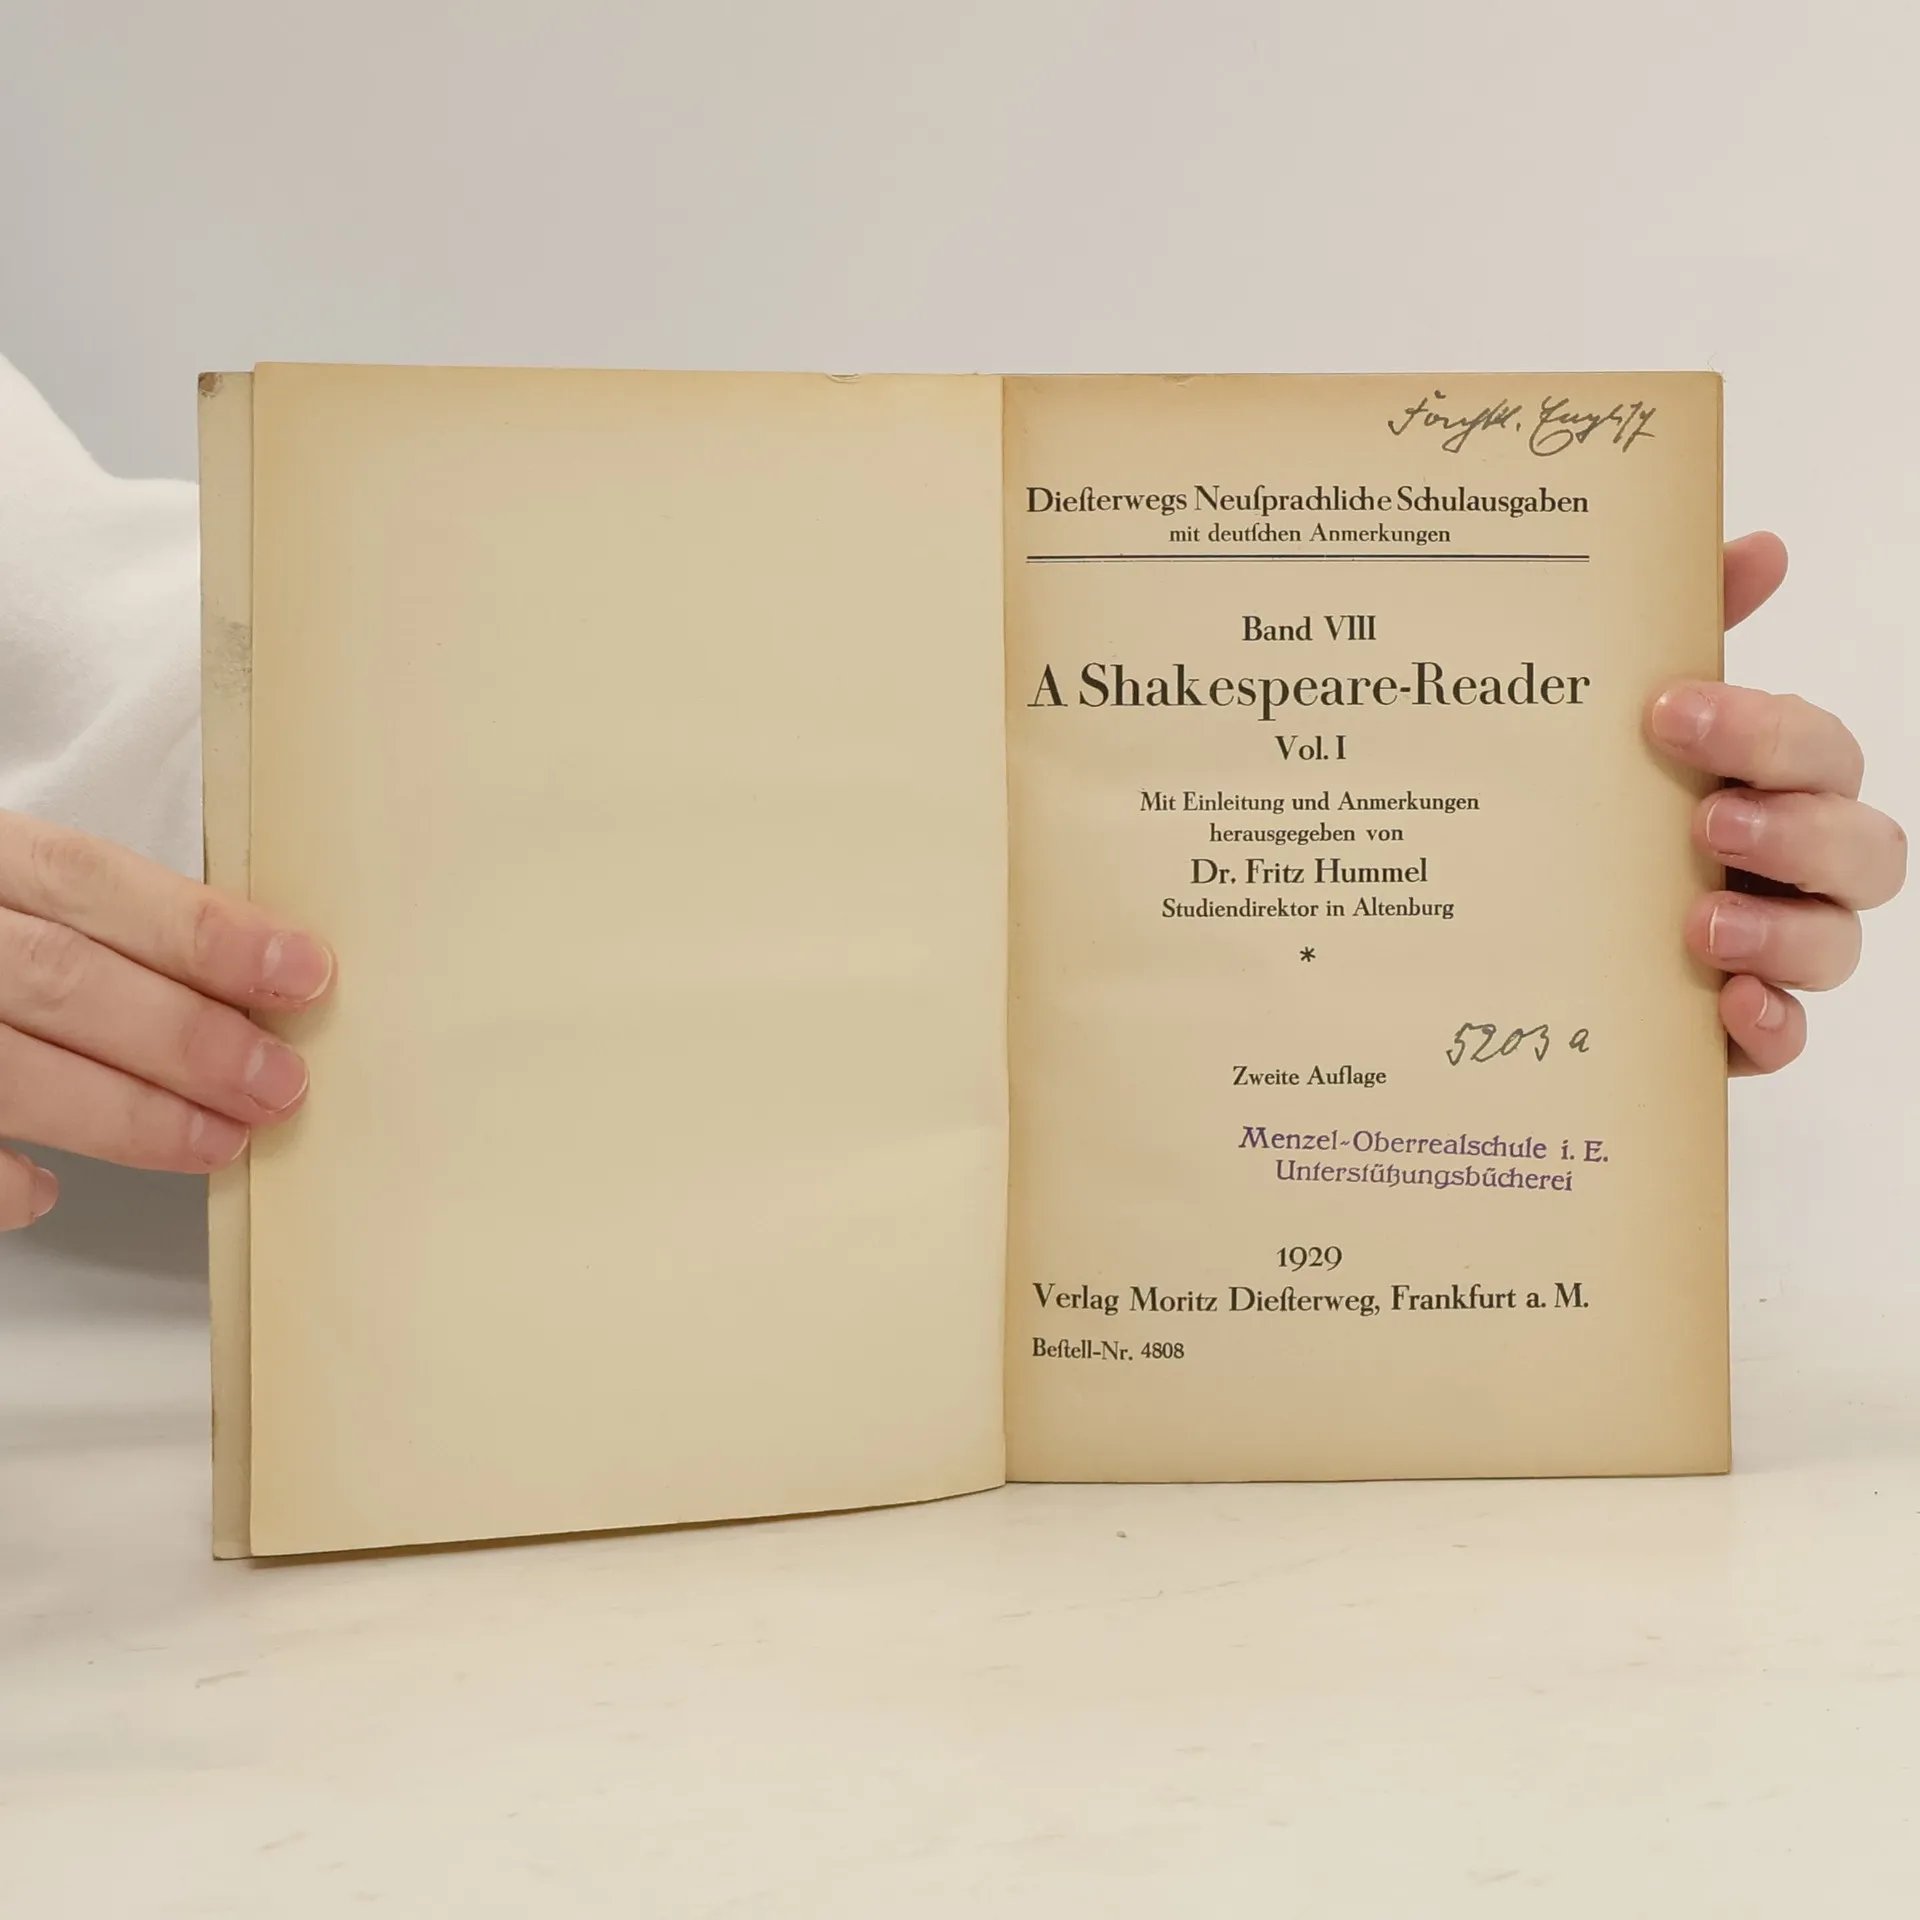 Dieſterwegs Neuſprachliche Schulausgaben
mit deutſchen Anmerkungen
Band VIII
A Shakespeare-Reader
Vol. I
Mit Einleitung und Anmerkungen
herausgegeben von
Dr. Fritz Hummel
Studiendirektor in Altenburg
*
5203 a
Zweite Auflage
Menzel-Oberrealschule i. E.
Unterstützungsbücherei
1929
Verlag Moritz Dieſterweg, Frankfurt a. M.
Beſtell-Nr. 4808